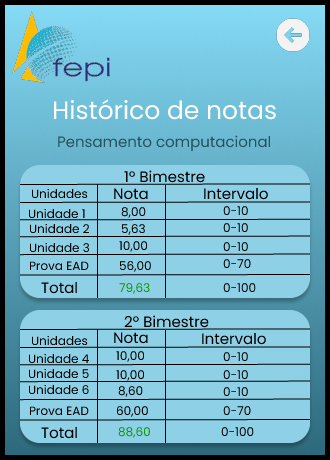 fepi
Histórico de notas
Pensamento computacional
1º Bimestre
Unidades Nota Intervalo
Unidade 1 8,00 0-10
Unidade 2 5,63 0-10
Unidade 3 10,00 0-10
Prova EAD 56,00 0-70
Total 79,63 0-100
2º Bimestre
Unidades Nota Intervalo
Unidade 4 10,00 0-10
Unidade 5 10,00 0-10
Unidade 6 8,60 0-10
Prova EAD 60,00 0-70
Total 88,60 0-100